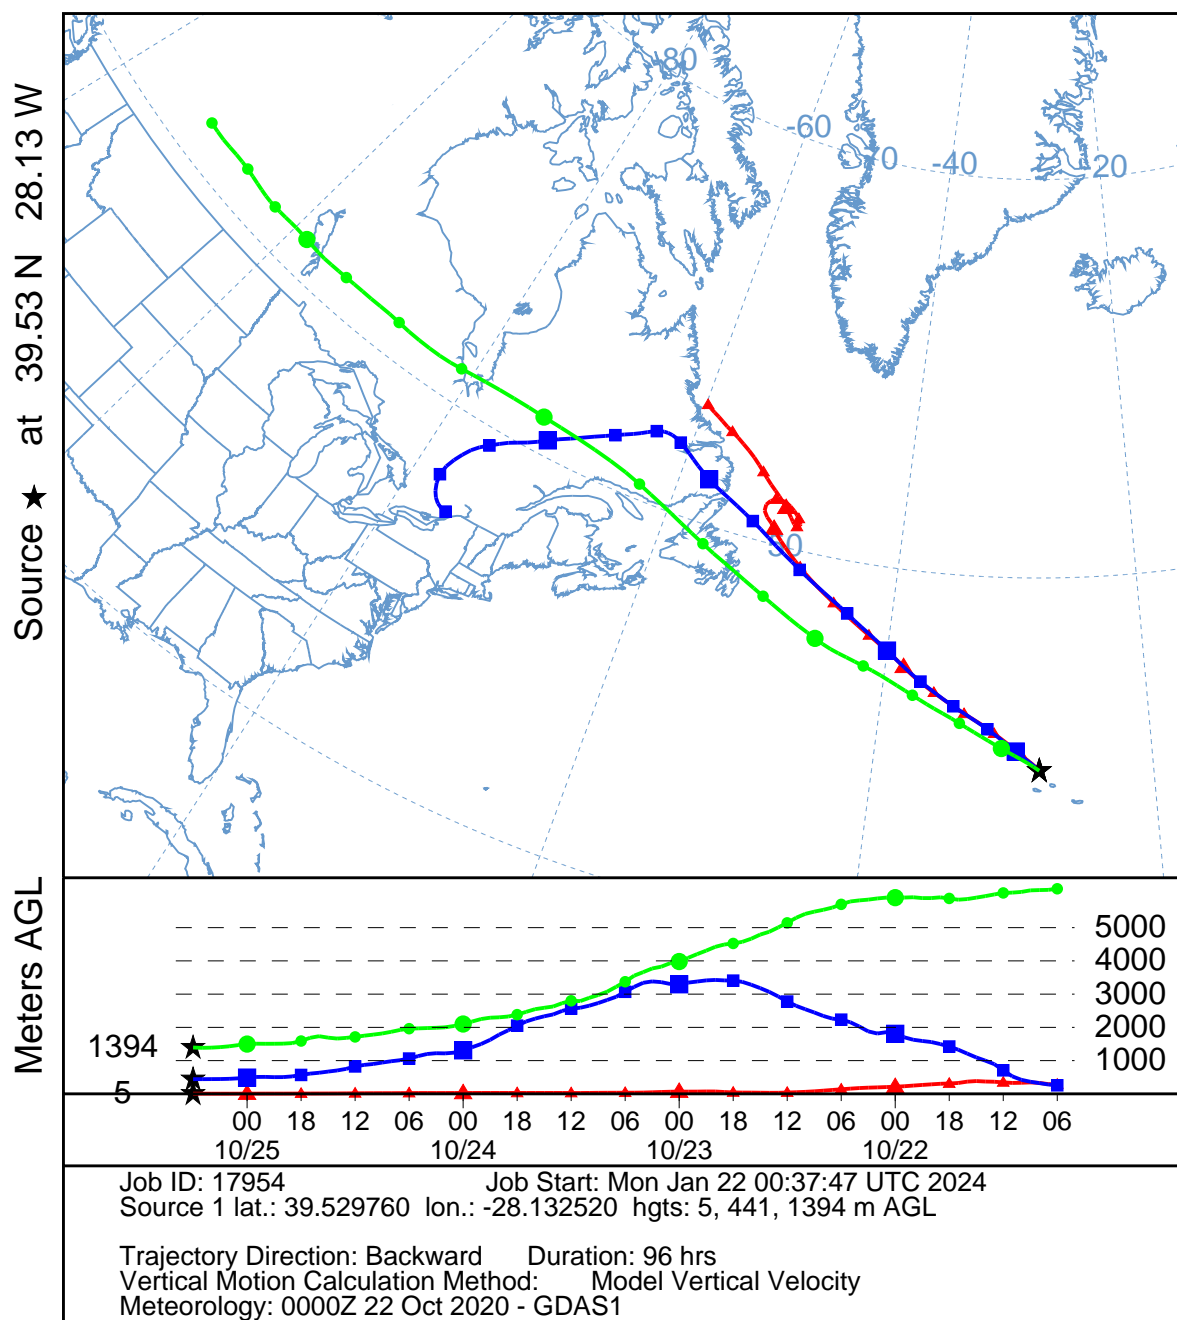 Source ★ at 39.53 N 28.13 W
-80
-60
-40
-20
Meters AGL
5000
4000
3000
2000
1000
1394
5
00 18 12 06 00 18 12 06 00 18 12 06 00 18 12 06
10/25 10/24 10/23 10/22
Job ID: 17954 Job Start: Mon Jan 22 00:37:47 UTC 2024
Source 1 lat.: 39.529760 lon.: -28.132520 hgts: 5, 441, 1394 m AGL
Trajectory Direction: Backward Duration: 96 hrs
Vertical Motion Calculation Method: Model Vertical Velocity
Meteorology: 0000Z 22 Oct 2020 - GDAS1